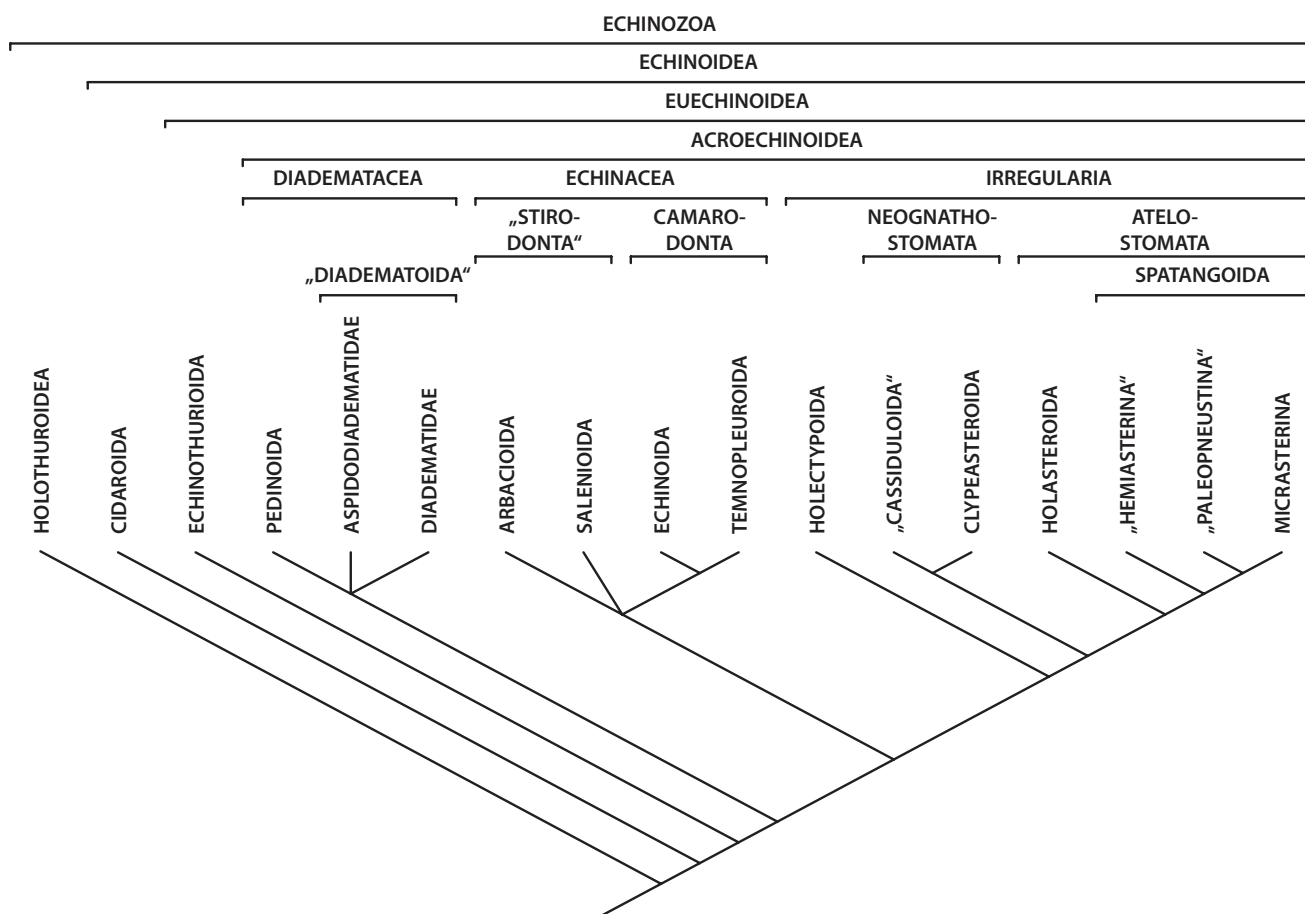 ECHINOZOA
ECHINOIDEA
EUECHINOIDEA
ACROECHINOIDEA
DIADEMATACEA
ECHINACEA
IRREGULARIA
„STIRO-
DONTA“
CAMARO-
DONTA
NEOGNATHO-
STOMATA
ATELO-
STOMATA
„DIADEMATOIDA“
SPATANGOIDA
HOLOTHUROIDEA
CIDAROIDA
ECHINOTHURIOIDA
PEDINOIDA
ASPIDODIADEMATIDAE
DIADEMATIDAE
ARBACIOIDA
SALENIOIDA
ECHINOIDA
TEMNOPLEUROIDA
HOLECTYPOIDA
„CASSIDULOIDA“
CLYPEASTEROIDA
HOLASTEROIDA
„HEMIASTERINA“
„PALEOPNEUSTINA“
MICRASTERINA